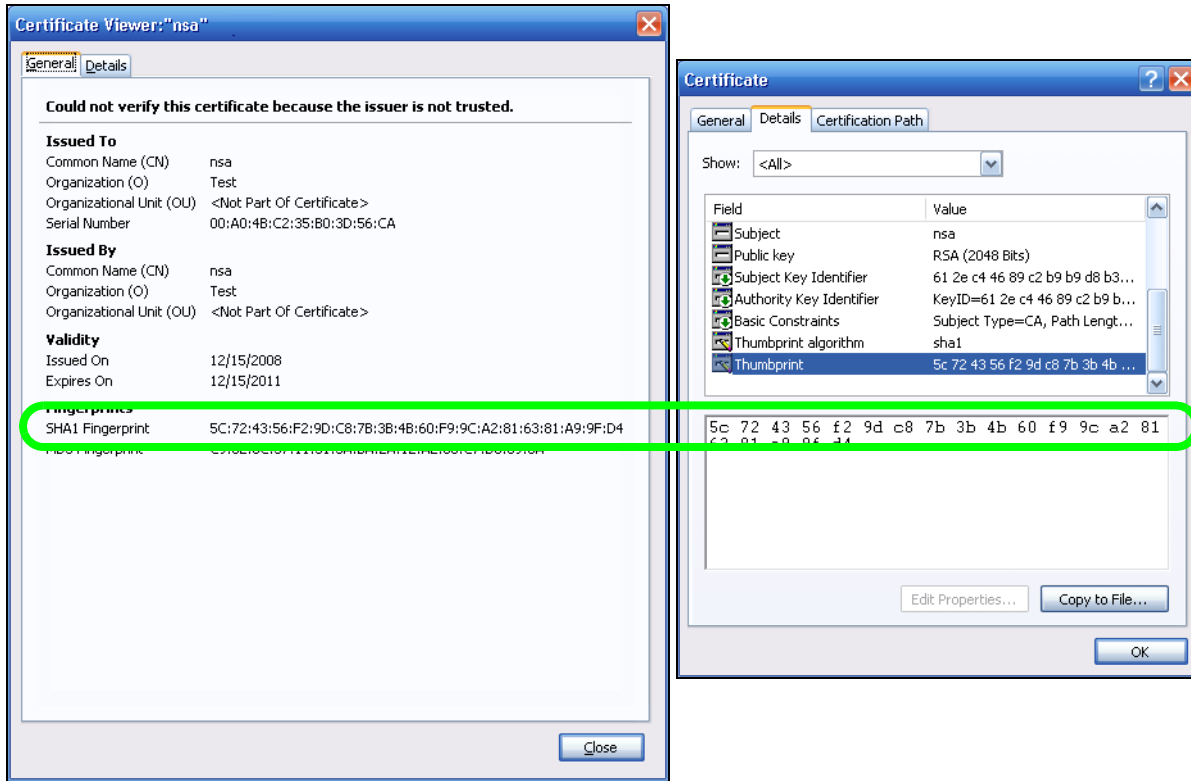 Certificate Viewer:"nsa"
General Details
Could not verify this certificate because the issuer is not trusted.
Issued To
Common Name (CN) nsa
Organization (O) Test
Organizational Unit (OU) <Not Part Of Certificate>
Serial Number 00:A0:4B:C2:35:B0:3D:56:CA
Issued By
Common Name (CN) nsa
Organization (O) Test
Organizational Unit (OU) <Not Part Of Certificate>
Validity
Issued On 12/15/2008
Expires On 12/15/2011
Fingerprints
SHA1 Fingerprint 5C:72:43:56:F2:9D:C8:7B:3B:4B:60:F9:9C:A2:81:63:81:A9:9F:D4
MD5 Fingerprint
Close
Certificate
General Details Certification Path
Show: <All>
Field Value
Subject nsa
Public key RSA (2048 Bits)
Subject Key Identifier 61 2e c4 46 89 c2 b9 b9 d8 b3...
Authority Key Identifier KeyID=61 2e c4 46 89 c2 b9 b...
Basic Constraints Subject Type=CA, Path Lengt...
Thumbprint algorithm sha1
Thumbprint 5c 72 43 56 f2 9d c8 7b 3b 4b ...
5c 72 43 56 f2 9d c8 7b 3b 4b 60 f9 9c a2 81
63 81 a9 9f d4
Edit Properties... Copy to File...
OK